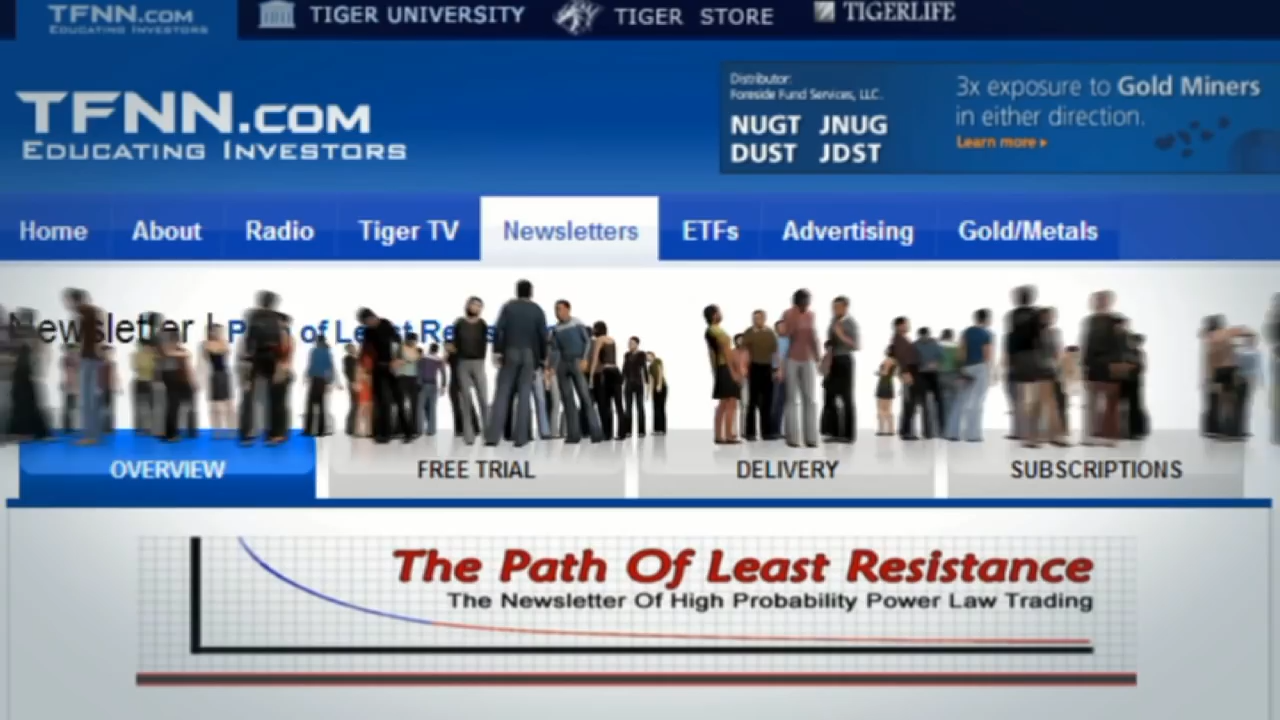 TFNN.COM
EDUCATING INVESTORS
TIGER UNIVERSITY
TIGER STORE
TIGERLIFE
TFNN.COM
EDUCATING INVESTORS
Distributor:
Foreside Fund Services, LLC.
NUGT JNUG
DUST JDST
3x exposure to Gold Miners
in either direction.
Learn more
Home About Radio Tiger TV Newsletters ETFs Advertising Gold/Metals
Newsletter | of
OVERVIEW FREE TRIAL DELIVERY SUBSCRIPTIONS
The Path Of Least Resistance
The Newsletter Of High Probability Power Law Trading